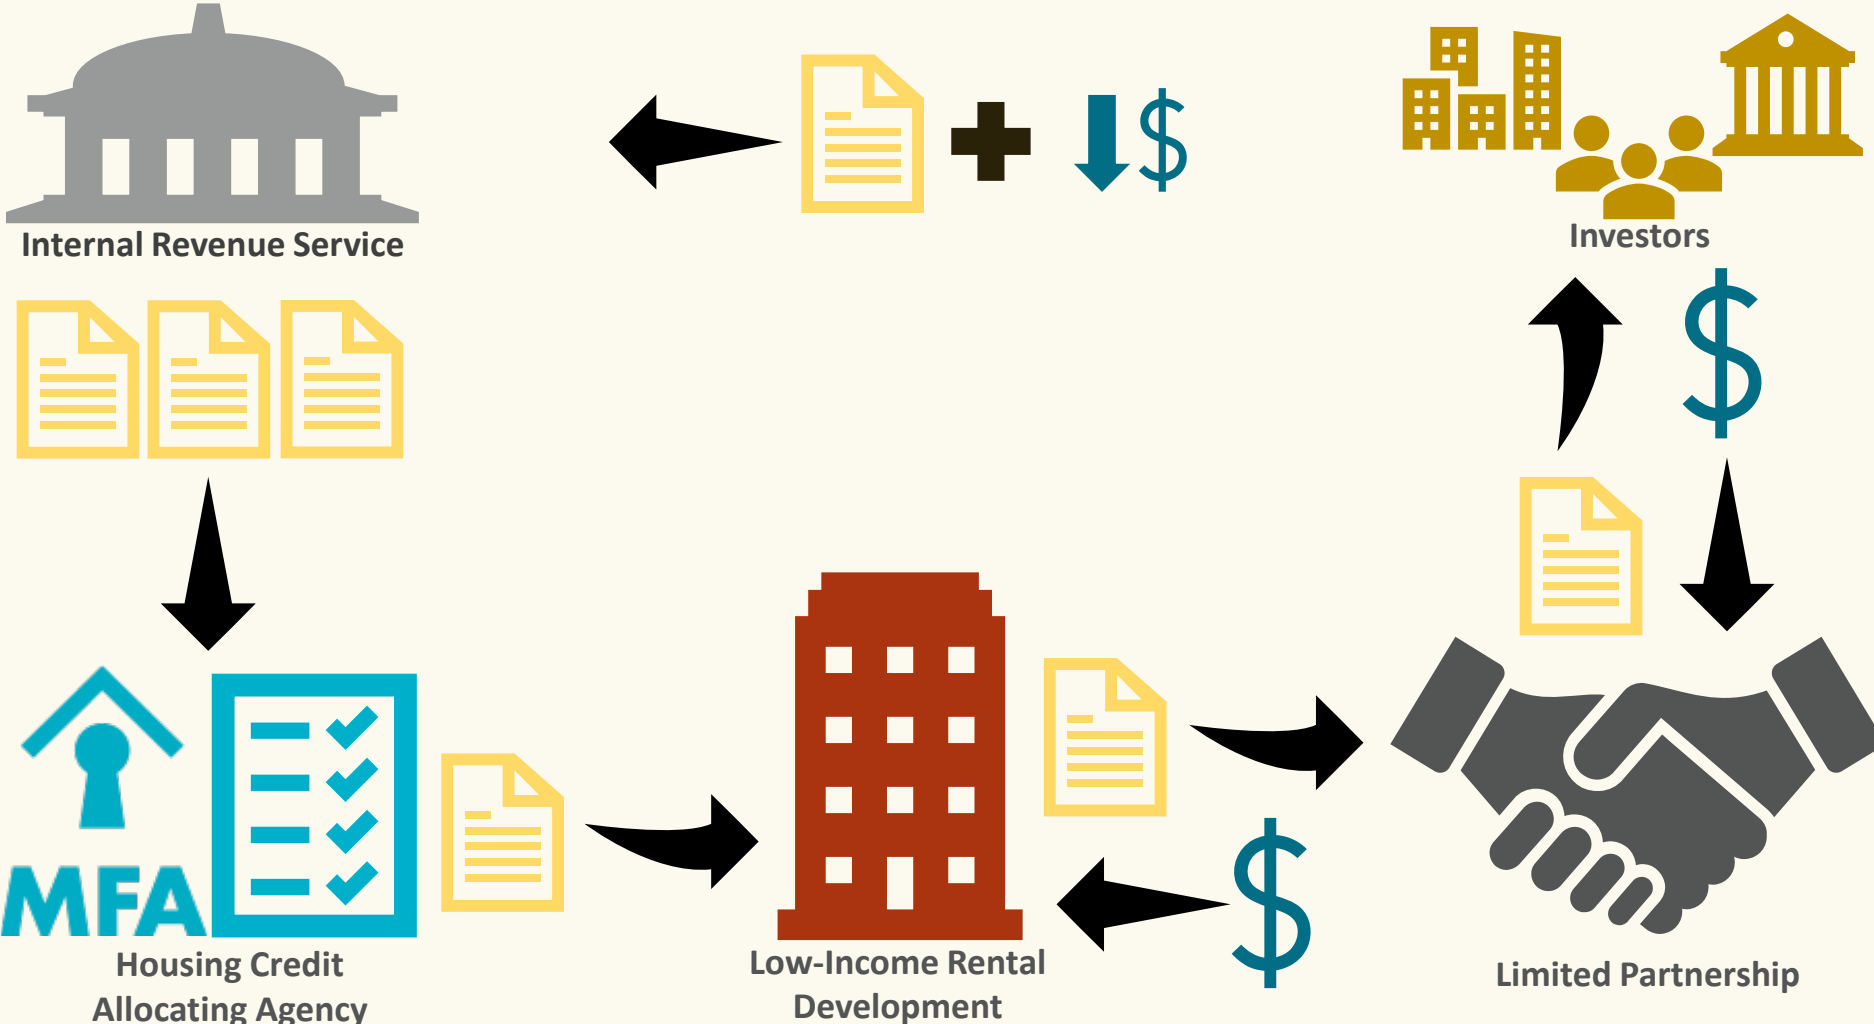 $
Internal Revenue Service
Investors
$
MFA
$
Housing Credit
Allocating Agency
Low-Income Rental
Development
Limited Partnership